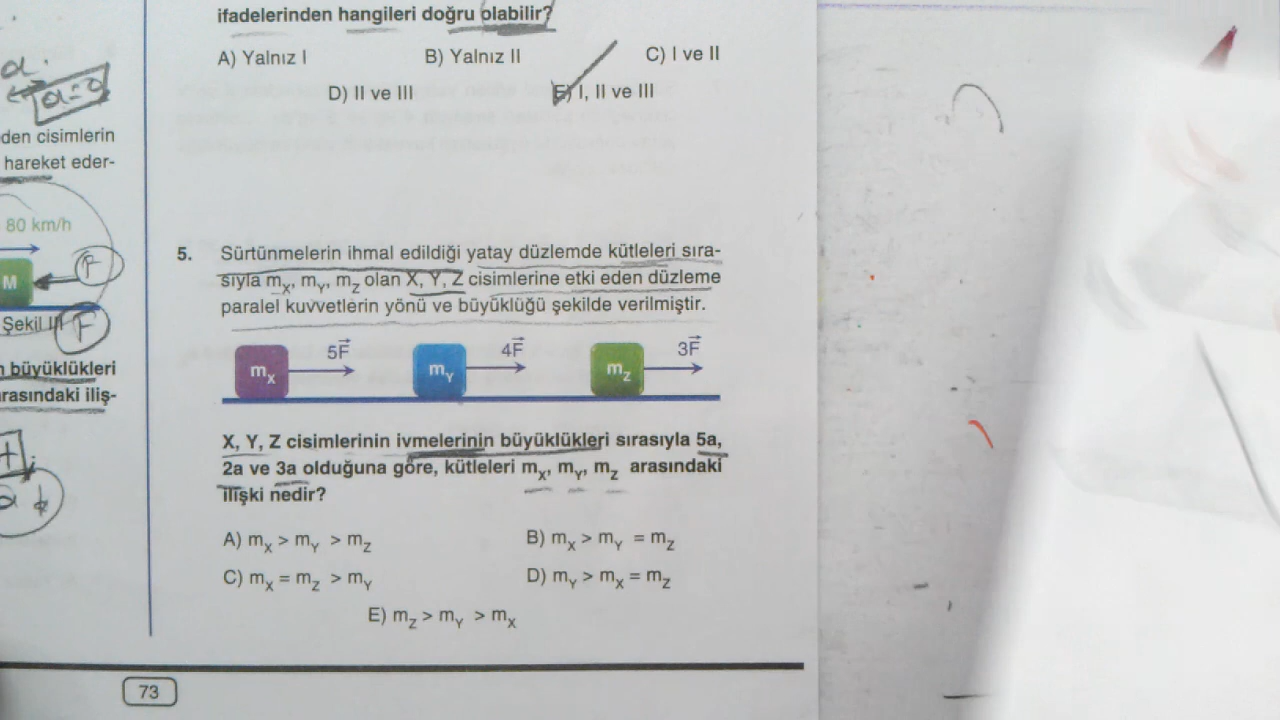 ifadelerinden hangileri doğru olabilir?
A) Yalnız I B) Yalnız II C) I ve II
D) II ve III E) I, II ve III
a.
a=0
den cisimlerin
hareket eder-
80 km/h
F
M
Şekil III F
büyüklükleri
arasındaki iliş-
5. Sürtünmelerin ihmal edildiği yatay düzlemde kütleleri sıra-
sıyla mX, mY, mZ olan X, Y, Z cisimlerine etki eden düzleme
paralel kuvvetlerin yönü ve büyüklüğü şekilde verilmiştir.
5F 4F 3F
mX mY mZ
X, Y, Z cisimlerinin ivmelerinin büyüklükleri sırasıyla 5a,
2a ve 3a olduğuna göre, kütleleri mX, mY, mZ arasındaki
ilişki nedir?
A) mX > mY > mZ B) mX > mY = mZ
C) mX = mZ > mY D) mY > mX = mZ
E) mZ > mY > mX
73